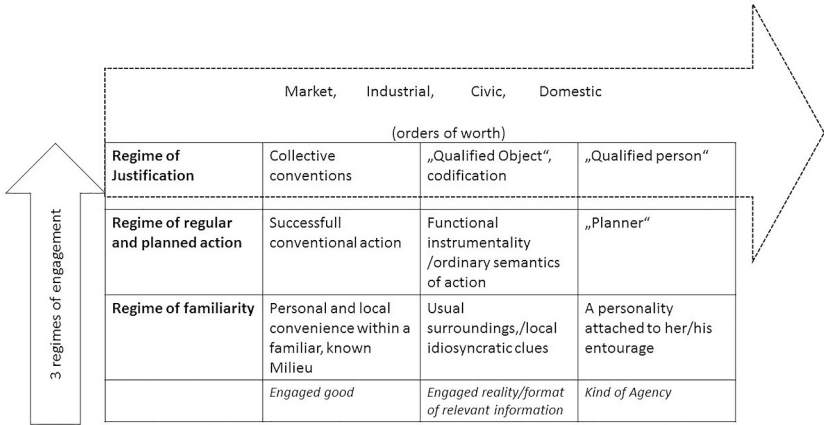 Market, Industrial, Civic, Domestic
(orders of worth)
Regime of
Justification
Collective
conventions
„Qualified Object“,
codification
„Qualified person“
Regime of regular
and planned action
Successfull
conventional action
Functional
instrumentality
/ordinary semantics
of action
„Planner“
Regime of familiarity
Personal and local
convenience within a
familiar, known
Milieu
Usual
surroundings,/local
idiosyncratic clues
A personality
attached to her/his
entourage
Engaged good
Engaged reality/format
of relevant information
Kind of Agency
3 regimes of engagement